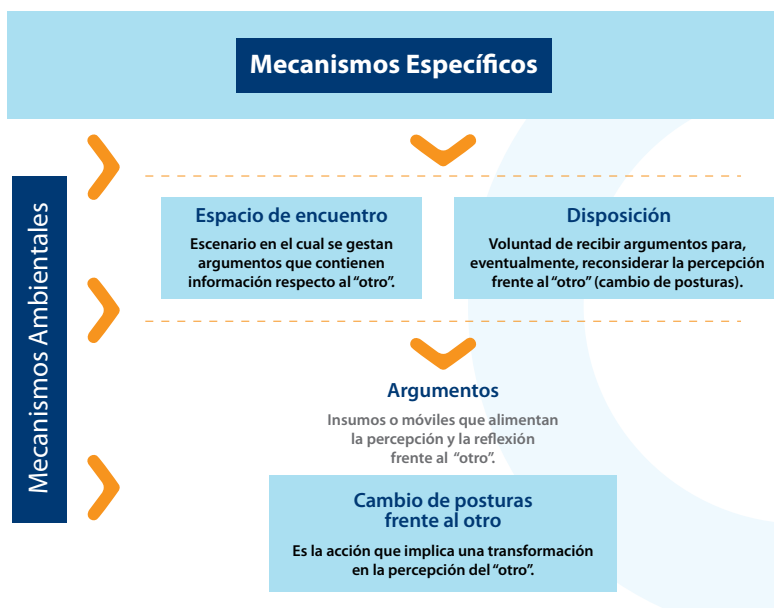 Mecanismos Específicos
Mecanismos Ambientales
Espacio de encuentro
Escenario en el cual se gestan
argumentos que contienen
información respecto al “otro”.
Disposición
Voluntad de recibir argumentos para,
eventualmente, reconsiderar la percepción
frente al “otro” (cambio de posturas).
Argumentos
Insumos o móviles que alimentan
la percepción y la reflexión
frente al “otro”.
Cambio de posturas
frente al otro
Es la acción que implica una transformación
en la percepción del “otro”.